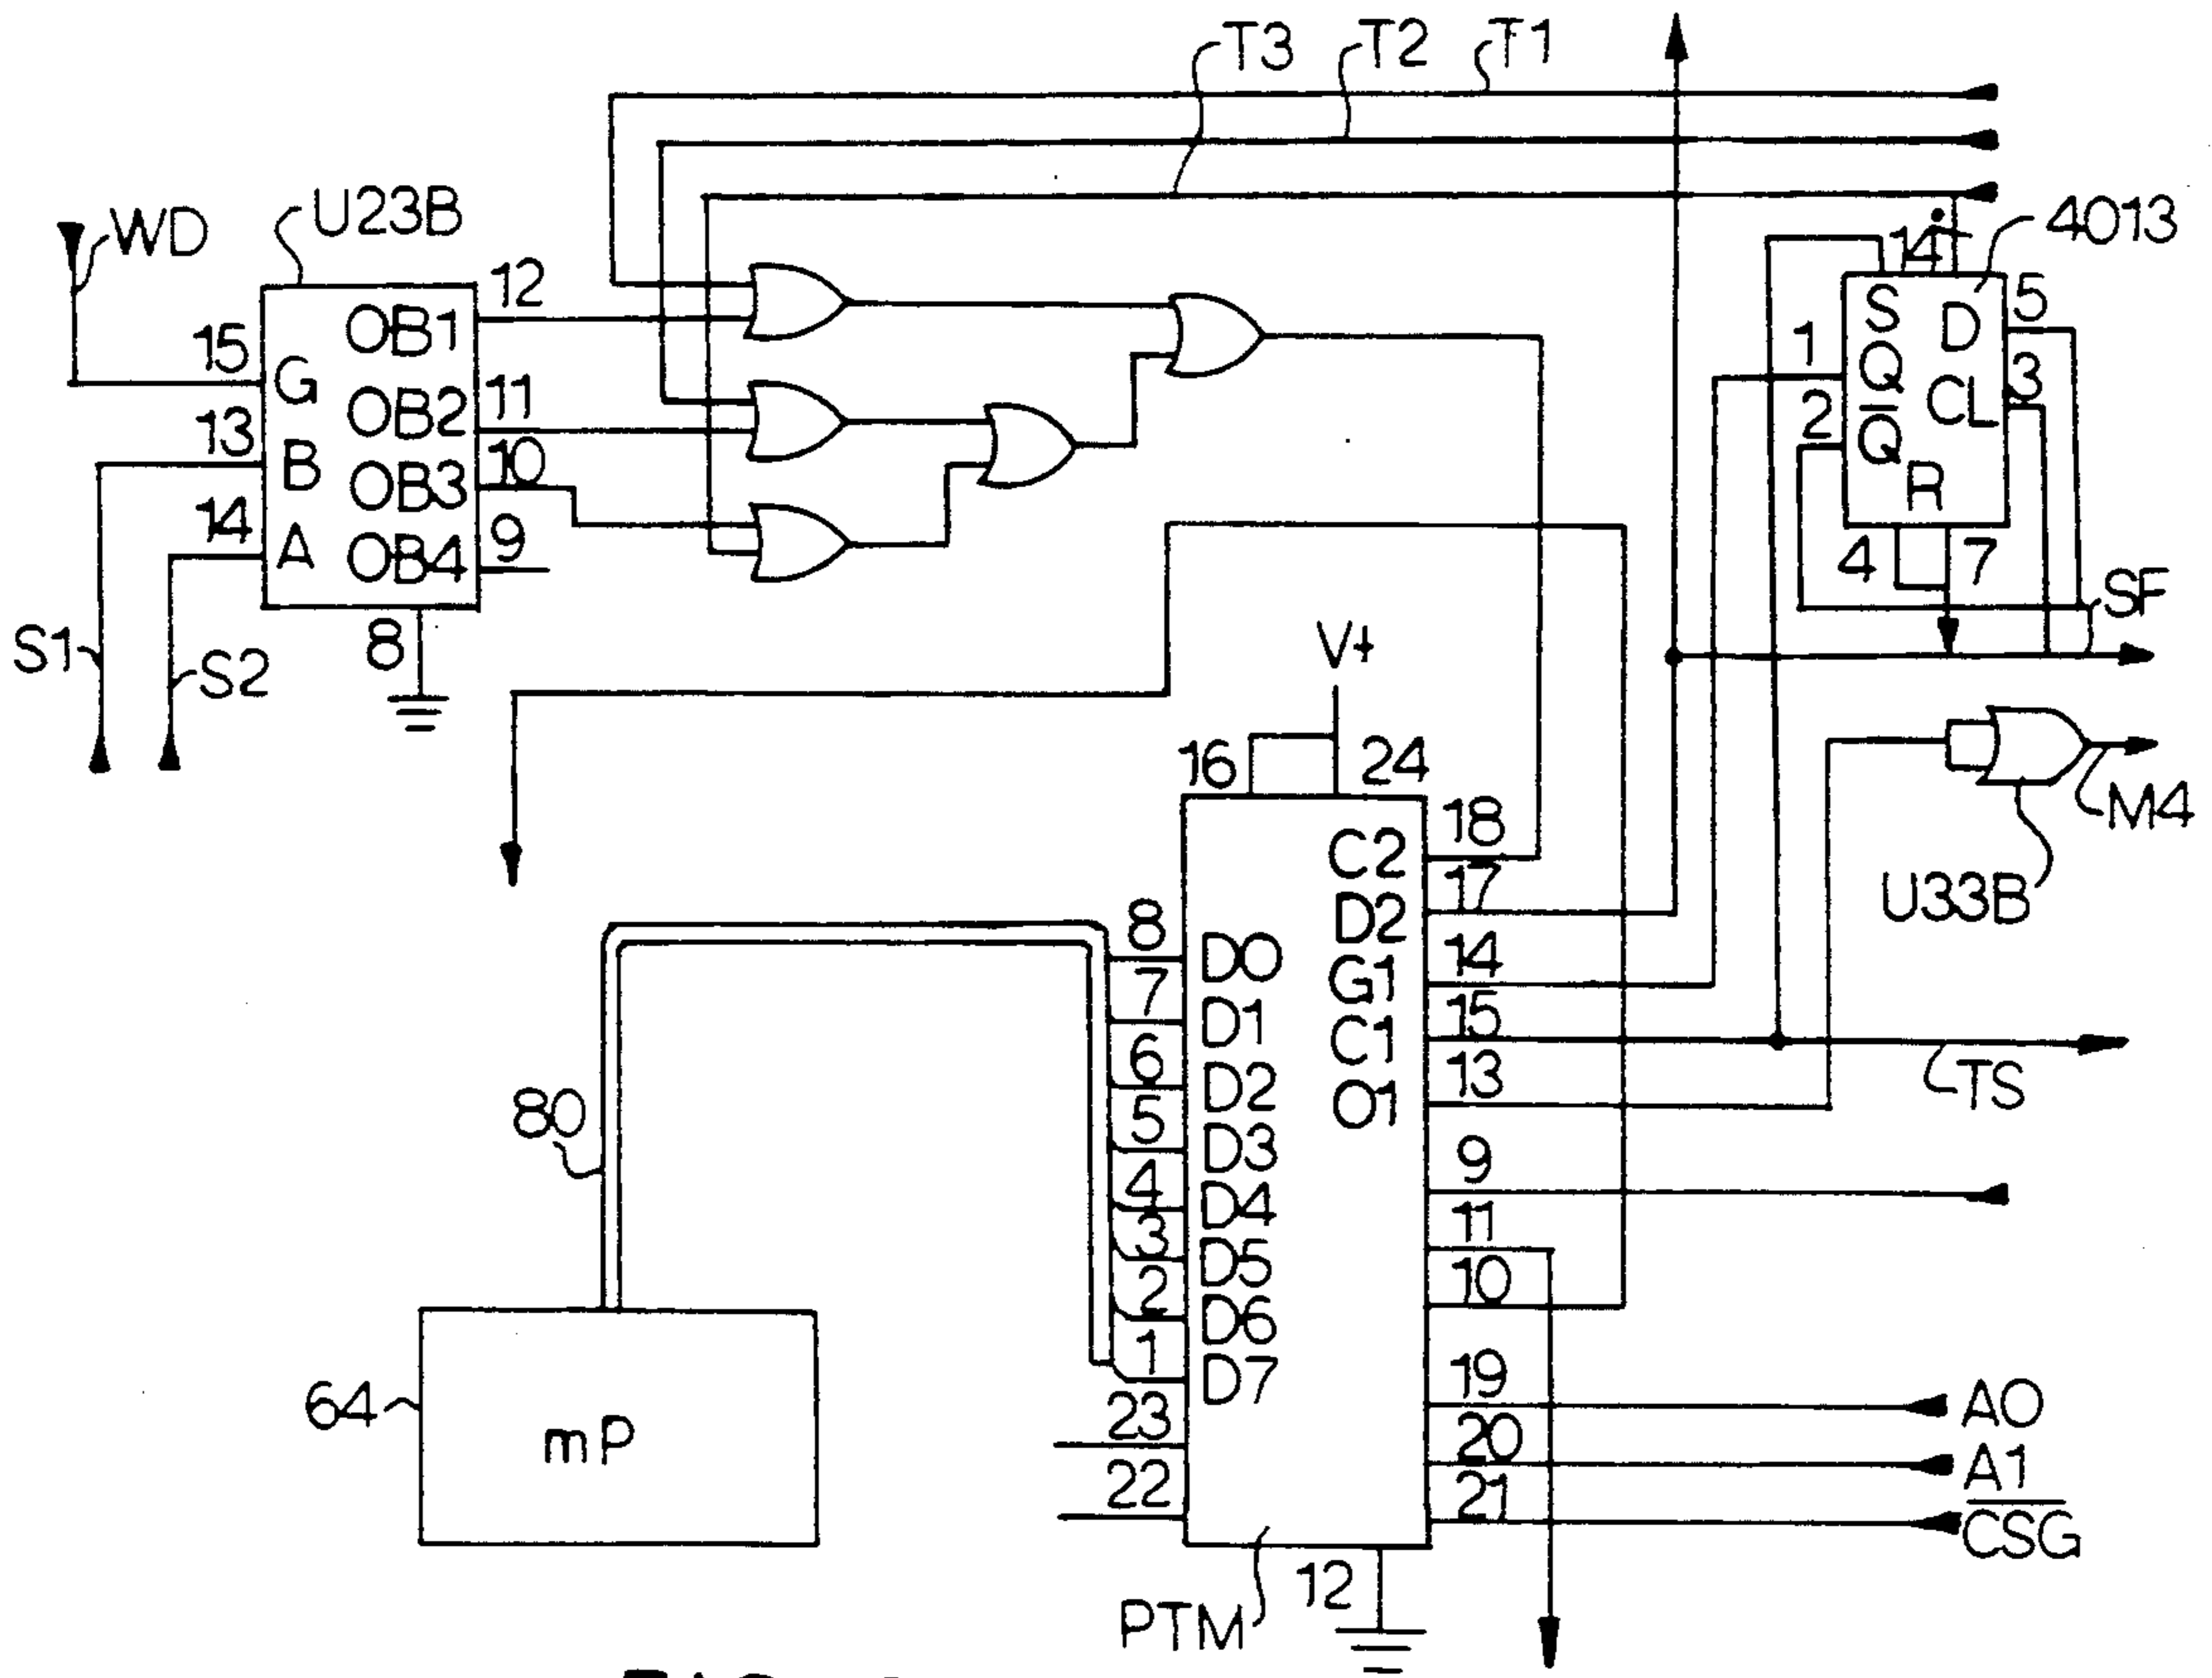 T3 T2 T1
WD
U23B
4013
12
15
G
OB1
11
13
B
OB2
10
14
A
OB3
9
OB4
8
S1
S2
14
S
D
5
1
Q
3
2
Q̅
CL
R
4
7
SF
V+
16
24
M4
U33B
18
C2
17
D2
14
G1
15
C1
13
O1
TS
9
11
10
19
A0
20
A1
21
C̅S̅G̅
8
D0
7
D1
6
D2
5
D3
4
D4
3
D5
2
D6
1
D7
23
22
80
64
mP
PTM
12